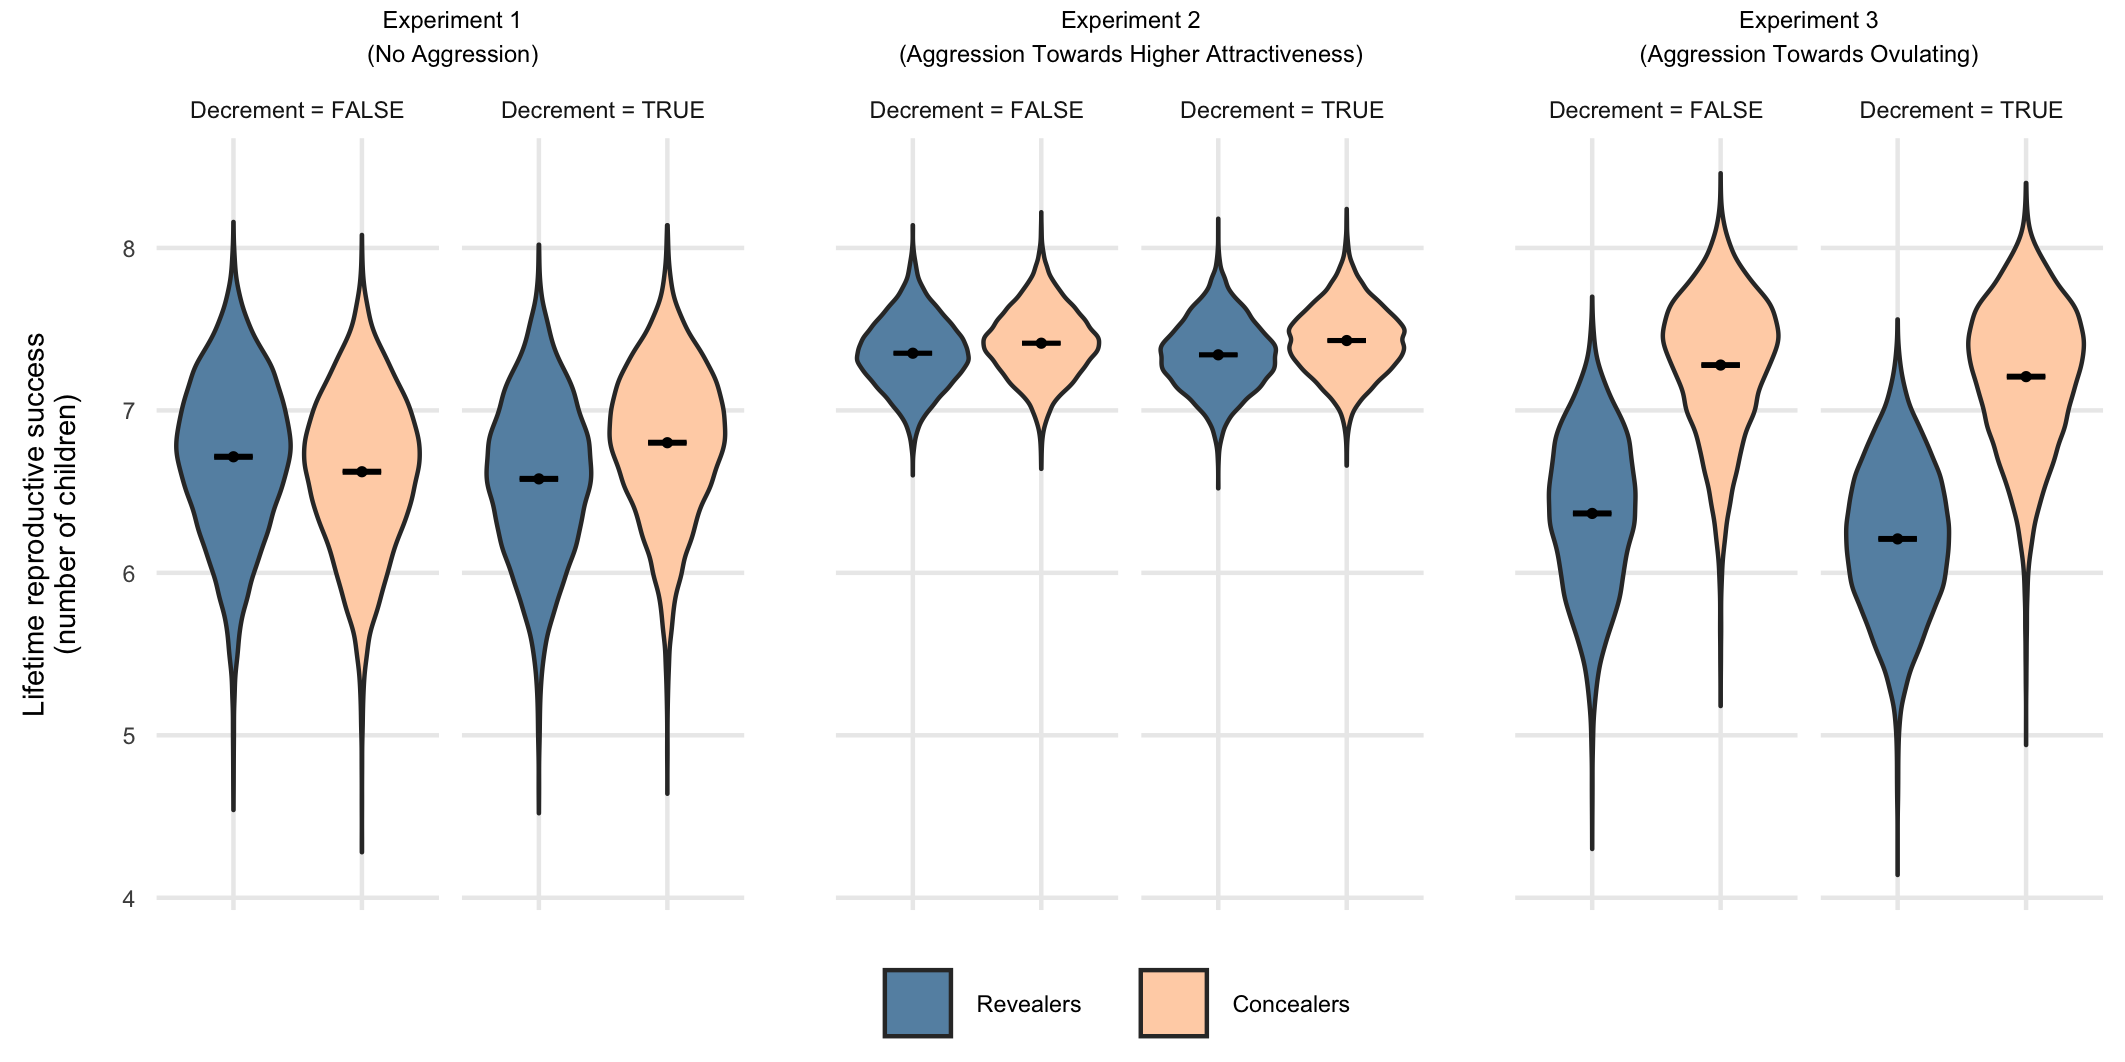 Experiment 1
(No Aggression)
Experiment 2
(Aggression Towards Higher Attractiveness)
Experiment 3
(Aggression Towards Ovulating)
Decrement = FALSE
Decrement = TRUE
Decrement = FALSE
Decrement = TRUE
Decrement = FALSE
Decrement = TRUE
Lifetime reproductive success
(number of children)
8
7
6
5
4
Revealers
Concealers